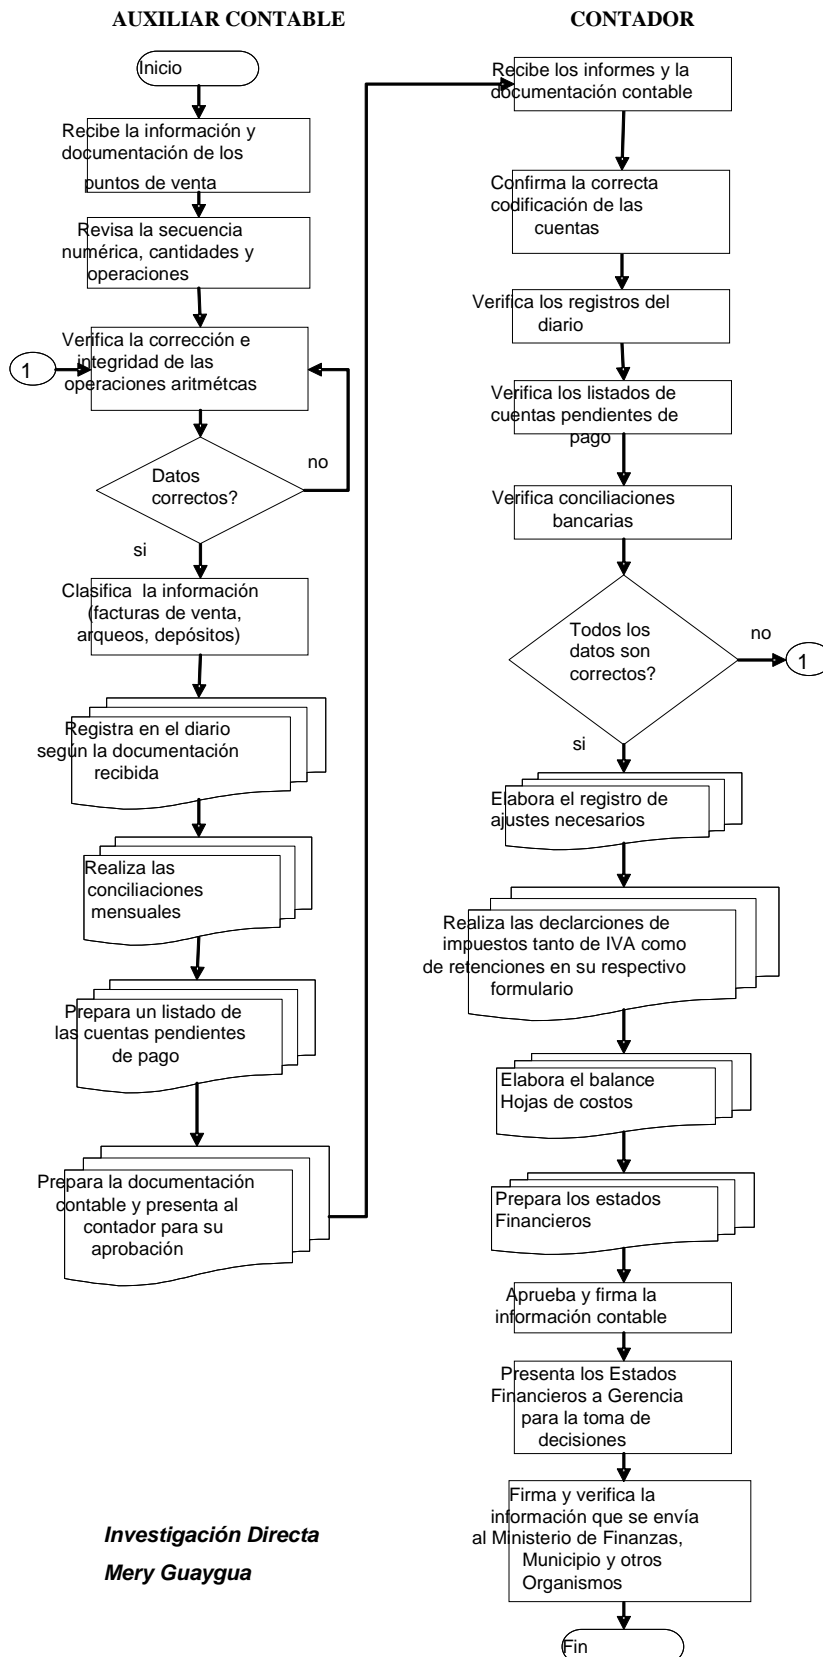 AUXILIAR CONTABLE
Inicio
Recibe la información y
documentación de los
puntos de venta
Revisa la secuencia
numérica, cantidades y
operaciones
Verifica la corrección e
integridad de las
operaciones aritmétcas
1
no
Datos
correctos?
si
Clasifica la información
(facturas de venta,
arqueos, depósitos)
Registra en el diario
según la documentación
recibida
Realiza las
conciliaciones
mensuales
Prepara un listado de
las cuentas pendientes
de pago
Prepara la documentación
contable y presenta al
contador para su
aprobación
CONTADOR
Recibe los informes y la
documentación contable
Confirma la correcta
codificación de las
cuentas
Verifica los registros del
diario
Verifica los listados de
cuentas pendientes de
pago
Verifica conciliaciones
bancarias
Todos los
datos son
correctos?
no
1
si
Elabora el registro de
ajustes necesarios
Realiza las declarciones de
impuestos tanto de IVA como
de retenciones en su respectivo
formulario
Elabora el balance
Hojas de costos
Prepara los estados
Financieros
Aprueba y firma la
información contable
Presenta los Estados
Financieros a Gerencia
para la toma de
decisiones
Firma y verifica la
información que se envía
al Ministerio de Finanzas,
Municipio y otros
Organismos
Fin
Investigación Directa
Mery Guaygua